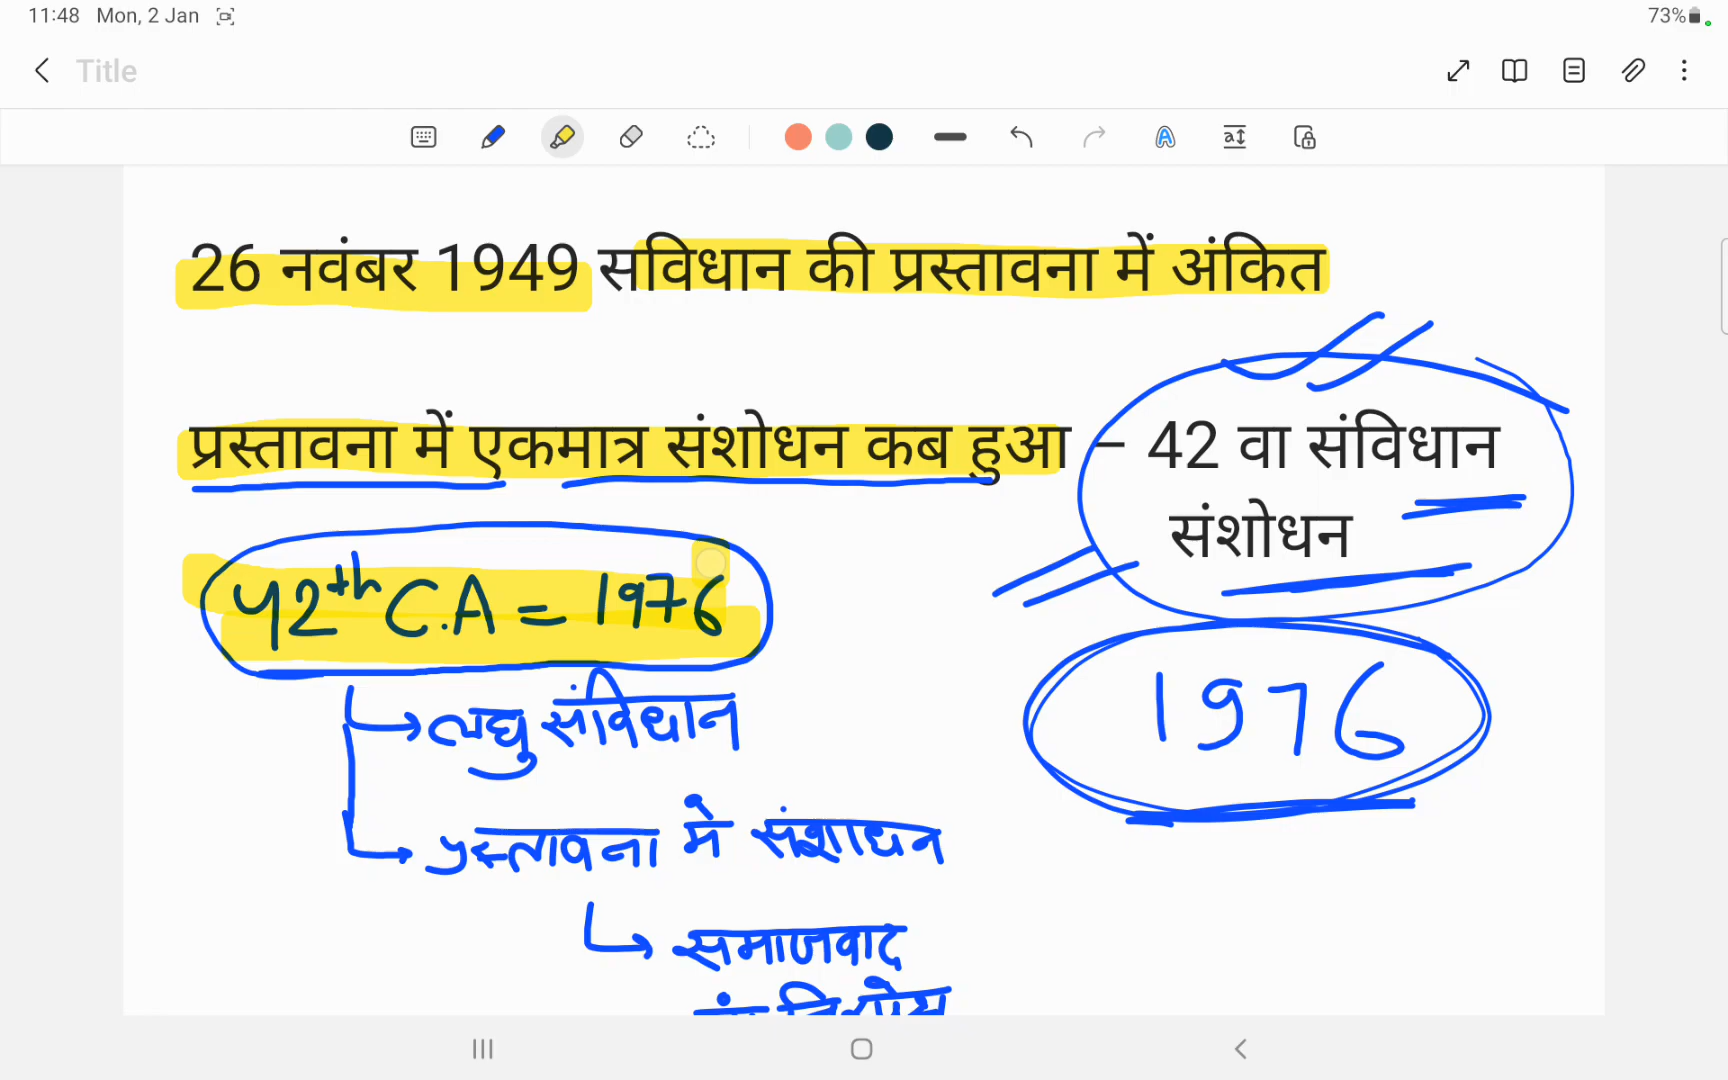 11:48 Mon, 2 Jan
73%
Title
26 नवंबर 1949 सविधान की प्रस्तावना में अंकित
प्रस्तावना में एकमात्र संशोधन कब हुआ – 42 वा संविधान
संशोधन
42th C.A = 1976
1976
लघु संविधान
प्रस्तावना मे संशोधन
समाजवाद